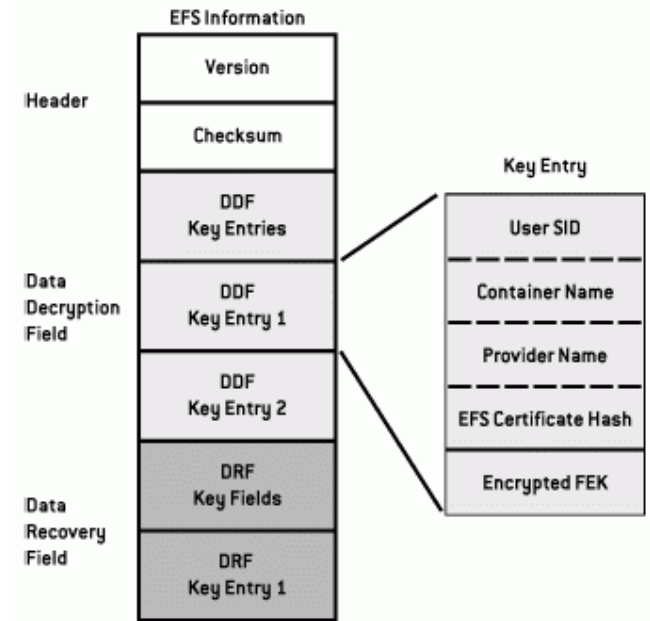 EFS Information
Version
Header
Checksum
DDF
Key Entries
Data
Decryption
Field
DDF
Key Entry 1
DDF
Key Entry 2
Data
Recovery
Field
DRF
Key Fields
DRF
Key Entry 1
Key Entry
User SID
Container Name
Provider Name
EFS Certificate Hash
Encrypted FEK